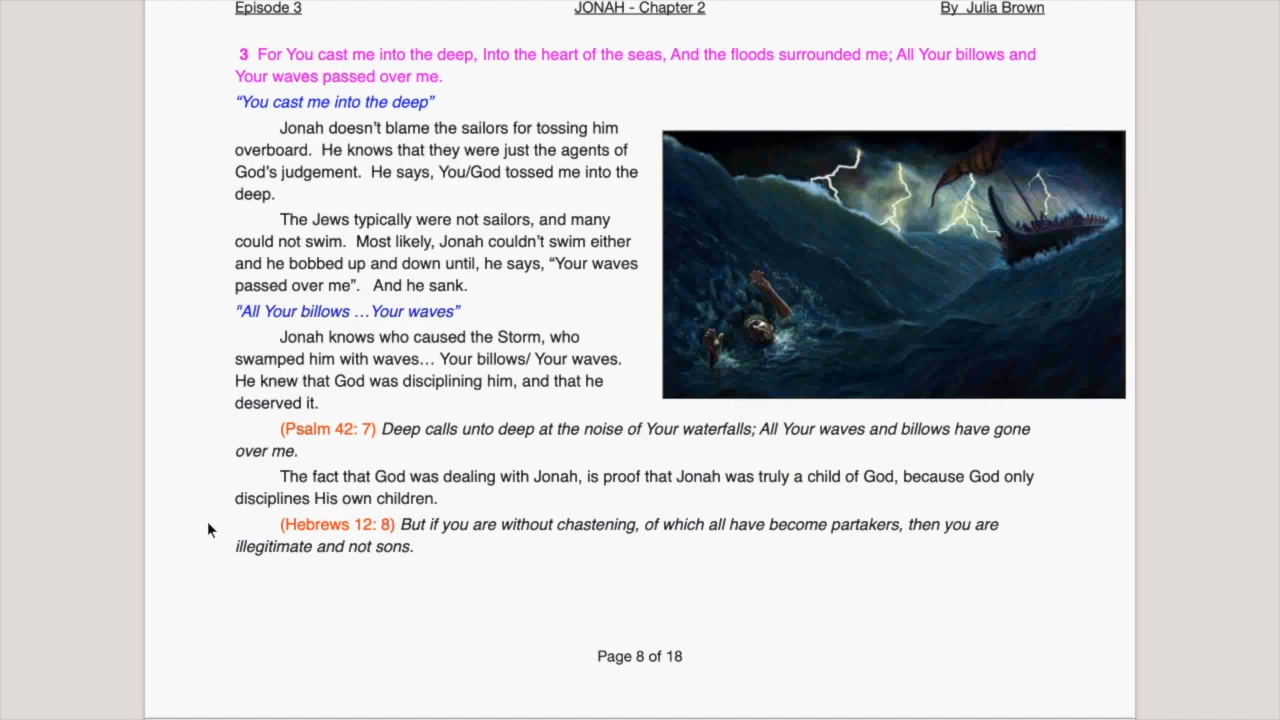 Episode 3 JONAH - Chapter 2 By Julia Brown
3 For You cast me into the deep, Into the heart of the seas, And the floods surrounded me; All Your billows and
Your waves passed over me.
“You cast me into the deep”
Jonah doesn’t blame the sailors for tossing him
overboard. He knows that they were just the agents of
God’s judgement. He says, You/God tossed me into the
deep.
The Jews typically were not sailors, and many
could not swim. Most likely, Jonah couldn’t swim either
and he bobbed up and down until, he says, “Your waves
passed over me”. And he sank.
"All Your billows …Your waves”
Jonah knows who caused the Storm, who
swamped him with waves… Your billows/ Your waves.
He knew that God was disciplining him, and that he
deserved it.
(Psalm 42: 7) Deep calls unto deep at the noise of Your waterfalls; All Your waves and billows have gone
over me.
The fact that God was dealing with Jonah, is proof that Jonah was truly a child of God, because God only
disciplines His own children.
(Hebrews 12: 8) But if you are without chastening, of which all have become partakers, then you are
illegitimate and not sons.
Page 8 of 18